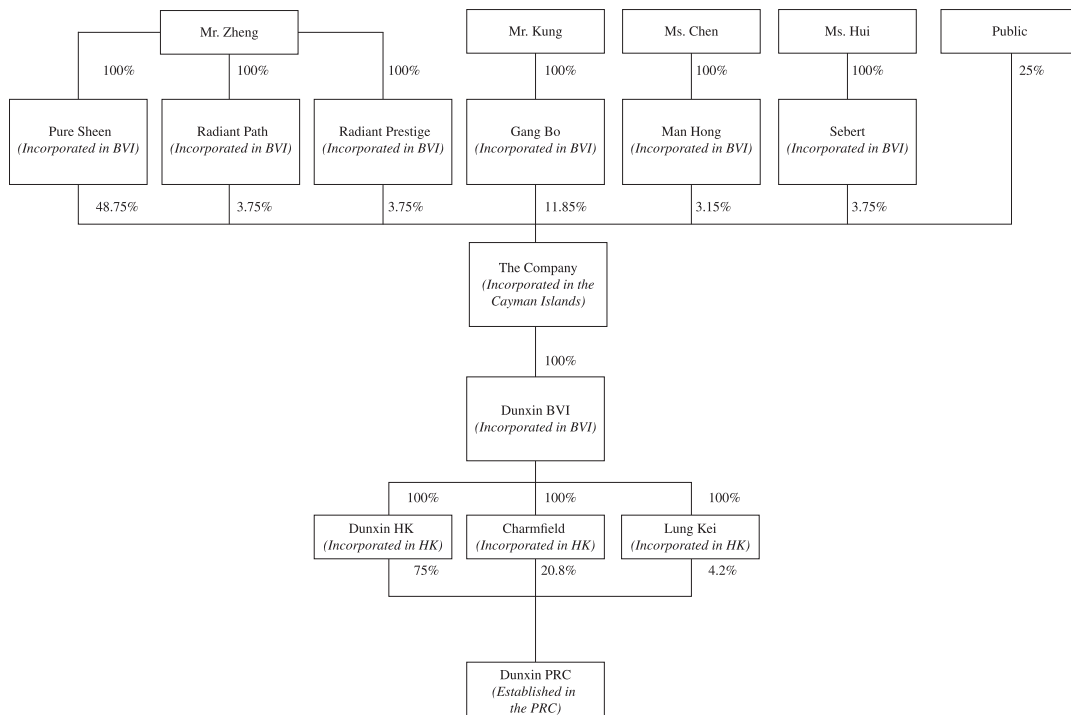 Mr. Zheng
Mr. Kung
Ms. Chen
Ms. Hui
Public
100%
100%
100%
100%
100%
100%
25%
Pure Sheen
(Incorporated in BVI)
Radiant Path
(Incorporated in BVI)
Radiant Prestige
(Incorporated in BVI)
Gang Bo
(Incorporated in BVI)
Man Hong
(Incorporated in BVI)
Sebert
(Incorporated in BVI)
48.75%
3.75%
3.75%
11.85%
3.15%
3.75%
The Company
(Incorporated in the
Cayman Islands)
100%
Dunxin BVI
(Incorporated in BVI)
100%
100%
100%
Dunxin HK
(Incorporated in HK)
Charmfield
(Incorporated in HK)
Lung Kei
(Incorporated in HK)
75%
20.8%
4.2%
Dunxin PRC
(Established in
the PRC)